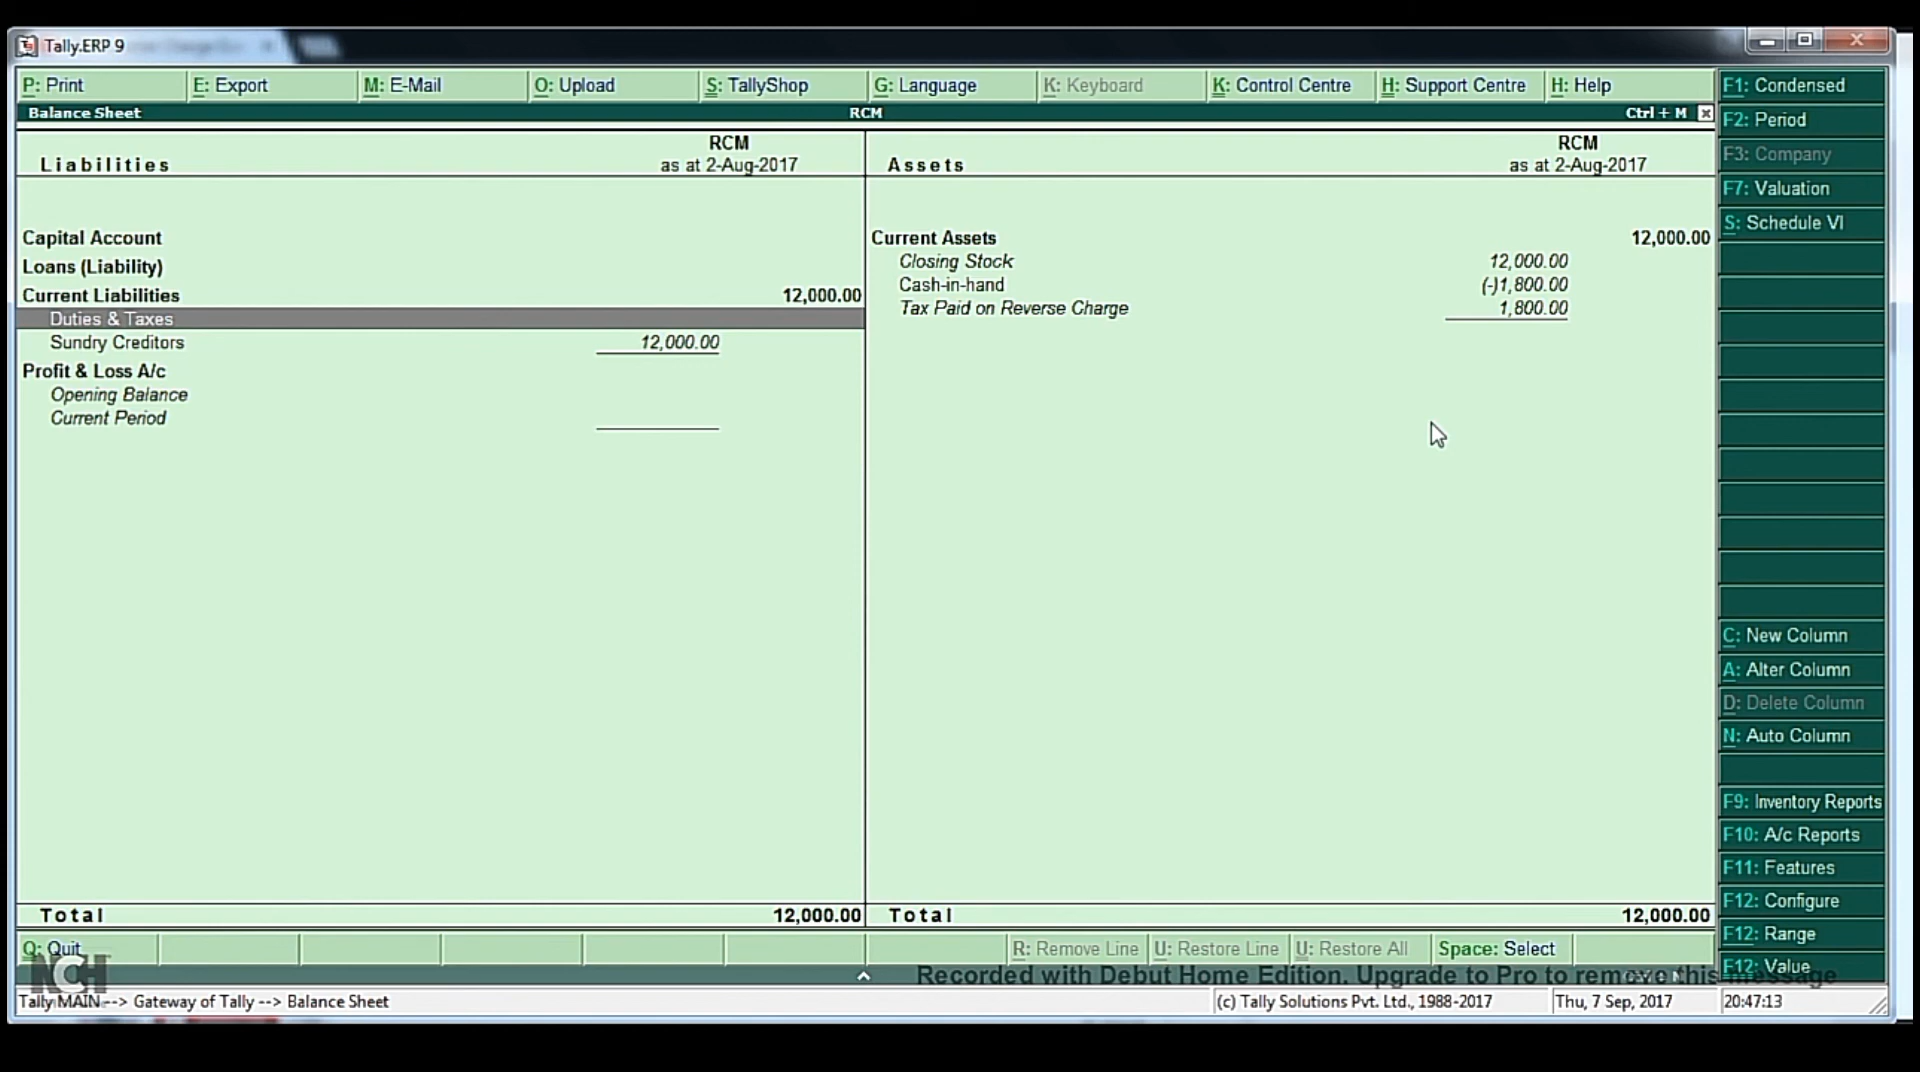 Tally.ERP 9
P: Print E: Export M: E-Mail O: Upload S: TallyShop G: Language K: Keyboard K: Control Centre H: Support Centre H: Help
Balance Sheet RCM Ctrl + M
Liabilities RCM as at 2-Aug-2017 Assets RCM as at 2-Aug-2017
Capital Account
Loans (Liability)
Current Liabilities 12,000.00
Duties & Taxes
Sundry Creditors 12,000.00
Profit & Loss A/c
Opening Balance
Current Period
Current Assets 12,000.00
Closing Stock 12,000.00
Cash-in-hand (-)1,800.00
Tax Paid on Reverse Charge 1,800.00
Total 12,000.00 Total 12,000.00
F1: Condensed
F2: Period
F3: Company
F7: Valuation
S: Schedule VI
C: New Column
A: Alter Column
D: Delete Column
N: Auto Column
F9: Inventory Reports
F10: A/c Reports
F11: Features
F12: Configure
F12: Range
F12: Value
Q: Quit R: Remove Line U: Restore Line U: Restore All Space: Select
NCH
Recorded with Debut Home Edition. Upgrade to Pro to remove this message
Tally MAIN --> Gateway of Tally --> Balance Sheet (c) Tally Solutions Pvt. Ltd., 1988-2017 Thu, 7 Sep, 2017 20:47:13